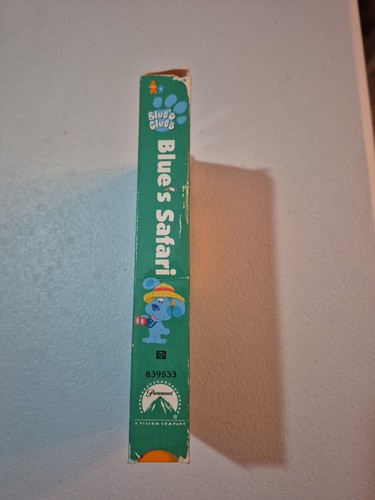 Blue's
Clues
Blue's Safari
839533
Paramount
A VIACOM COMPANY